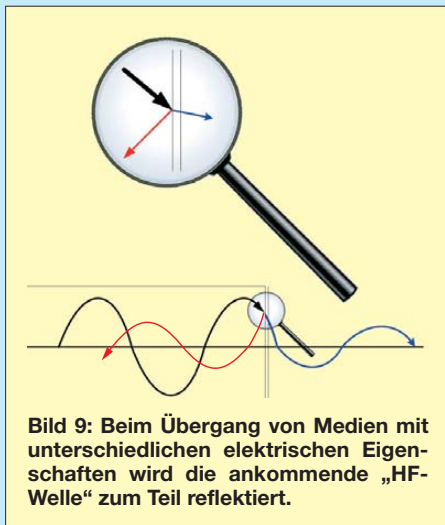 Bild 9: Beim Übergang von Medien mit
unterschiedlichen elektrischen Eigen-
schaften wird die ankommende „HF-
Welle“ zum Teil reflektiert.